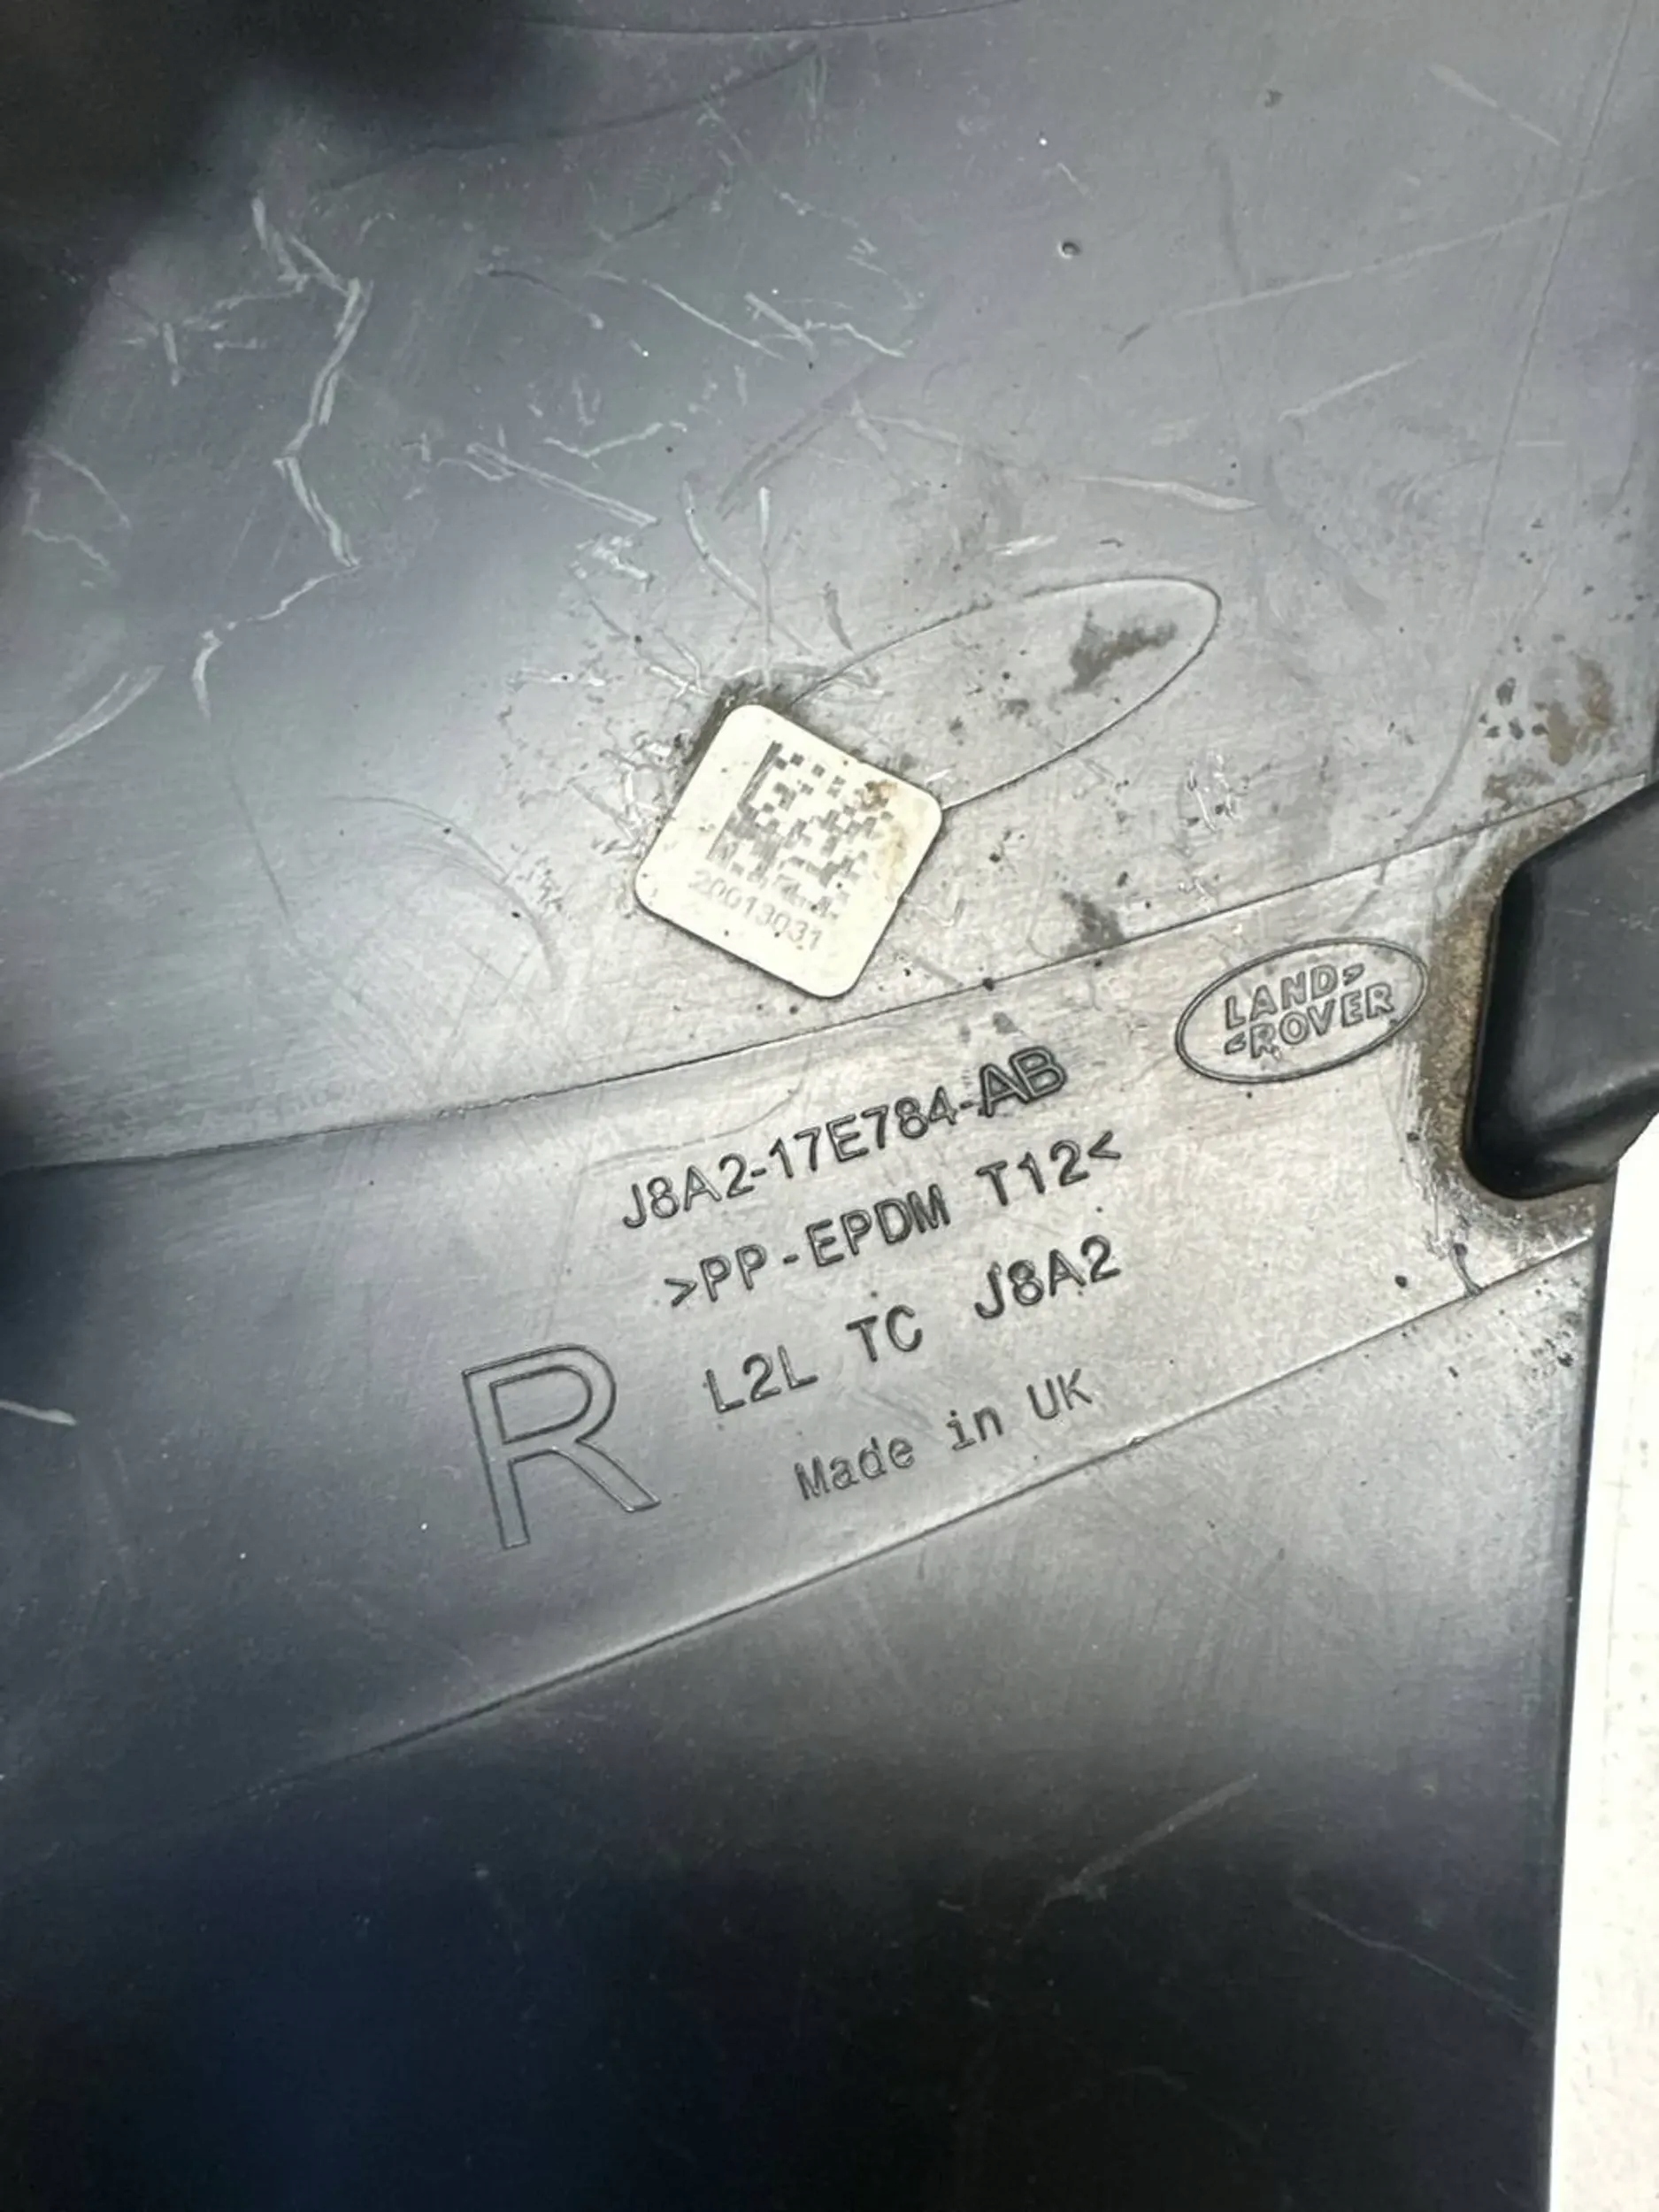 20013031
LAND
ROVER
J8A2-17E784-AB
>PP-EPDM T12<
L2L TC J8A2
R
Made in UK